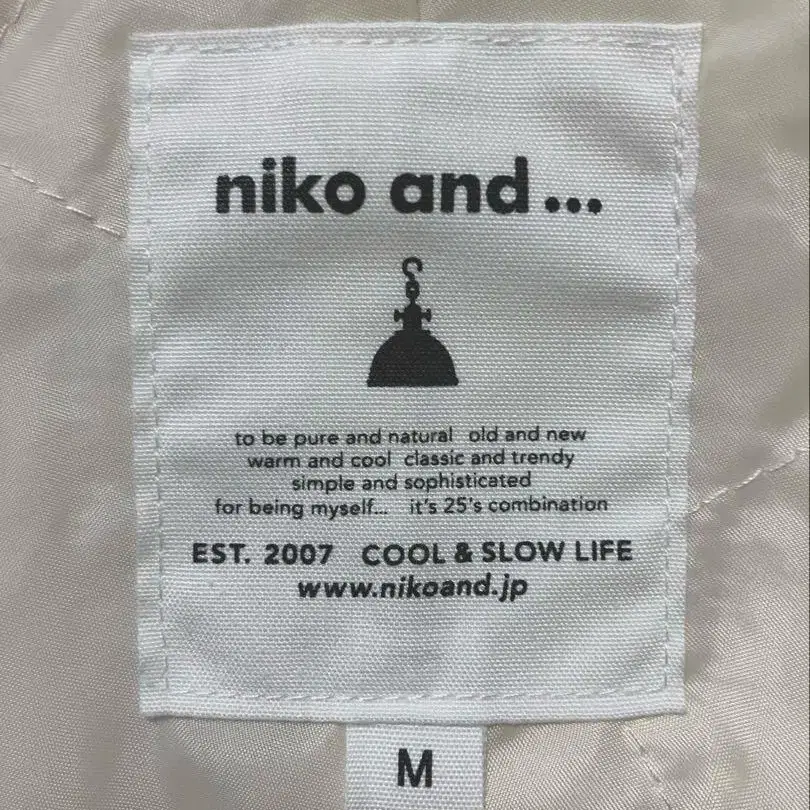 niko and...
to be pure and natural old and new
warm and cool classic and trendy
simple and sophisticated
for being myself... it's 25's combination
EST. 2007 COOL & SLOW LIFE
www.nikoand.jp
M